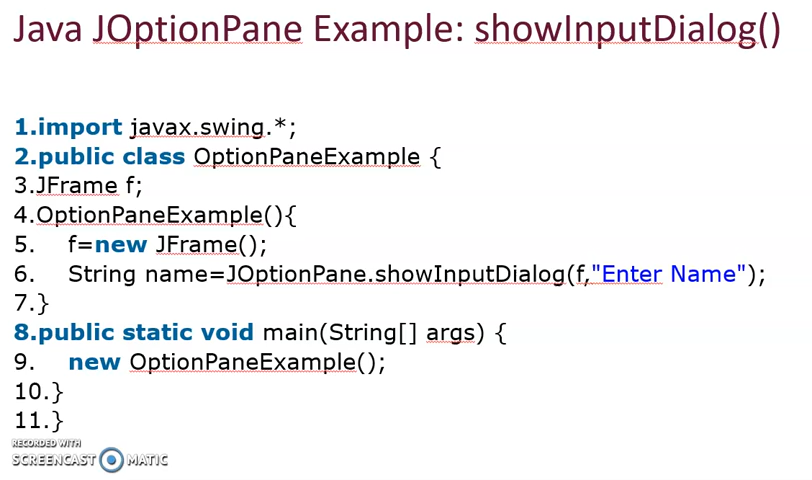 Java JOptionPane Example: showInputDialog()
1.import javax.swing.*;
2.public class OptionPaneExample {
3.JFrame f;
4.OptionPaneExample(){
5.   f=new JFrame();
6.   String name=JOptionPane.showInputDialog(f,"Enter Name");
7.}
8.public static void main(String[] args) {
9.   new OptionPaneExample();
10.}
11.}
RECORDED WITH
SCREENCAST MATIC